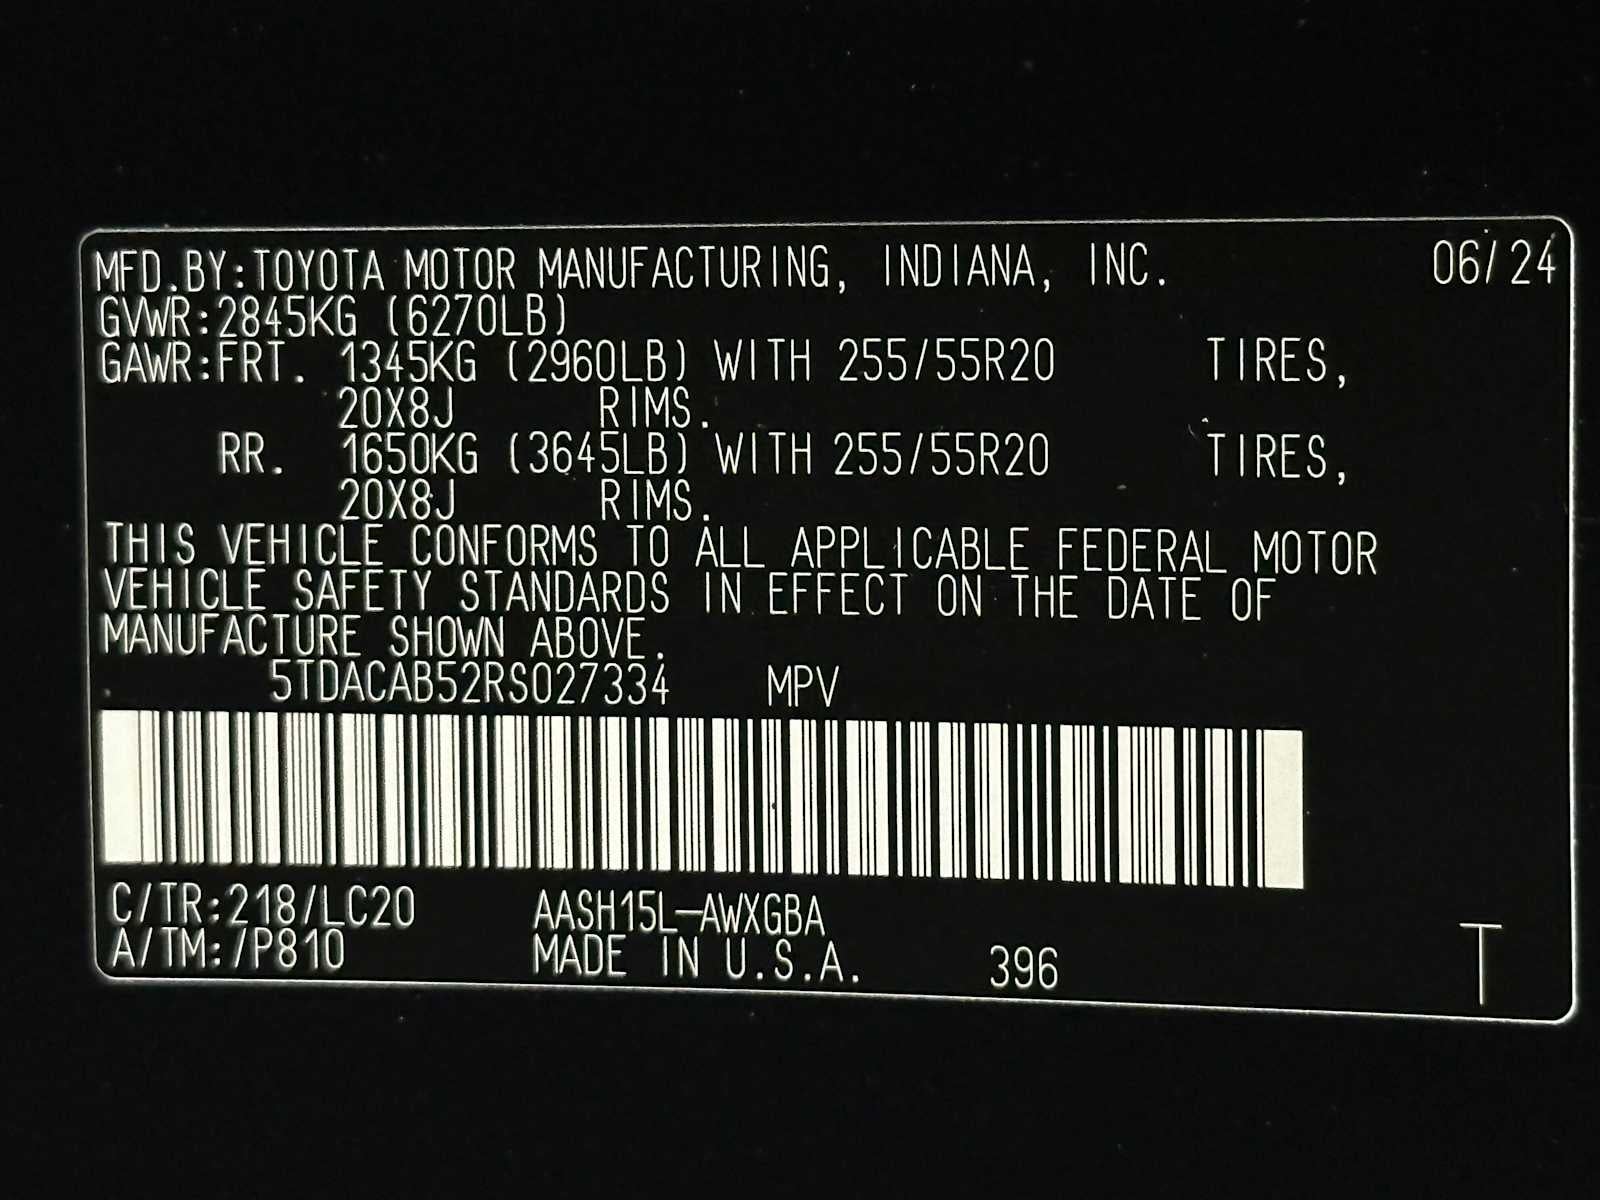 MFD.BY:TOYOTA MOTOR MANUFACTURING, INDIANA, INC. 06/24
GVWR:2845KG (6270LB)
GAWR:FRT. 1345KG (2960LB) WITH 255/55R20 TIRES,
20X8J RIMS.
RR. 1650KG (3645LB) WITH 255/55R20 TIRES,
20X8J RIMS.
THIS VEHICLE CONFORMS TO ALL APPLICABLE FEDERAL MOTOR
VEHICLE SAFETY STANDARDS IN EFFECT ON THE DATE OF
MANUFACTURE SHOWN ABOVE.
5TDACAB52RS027334 MPV
C/TR:218/LC20 AASH15L-AWXGBA
A/TM:/P810 MADE IN U.S.A. 396 T